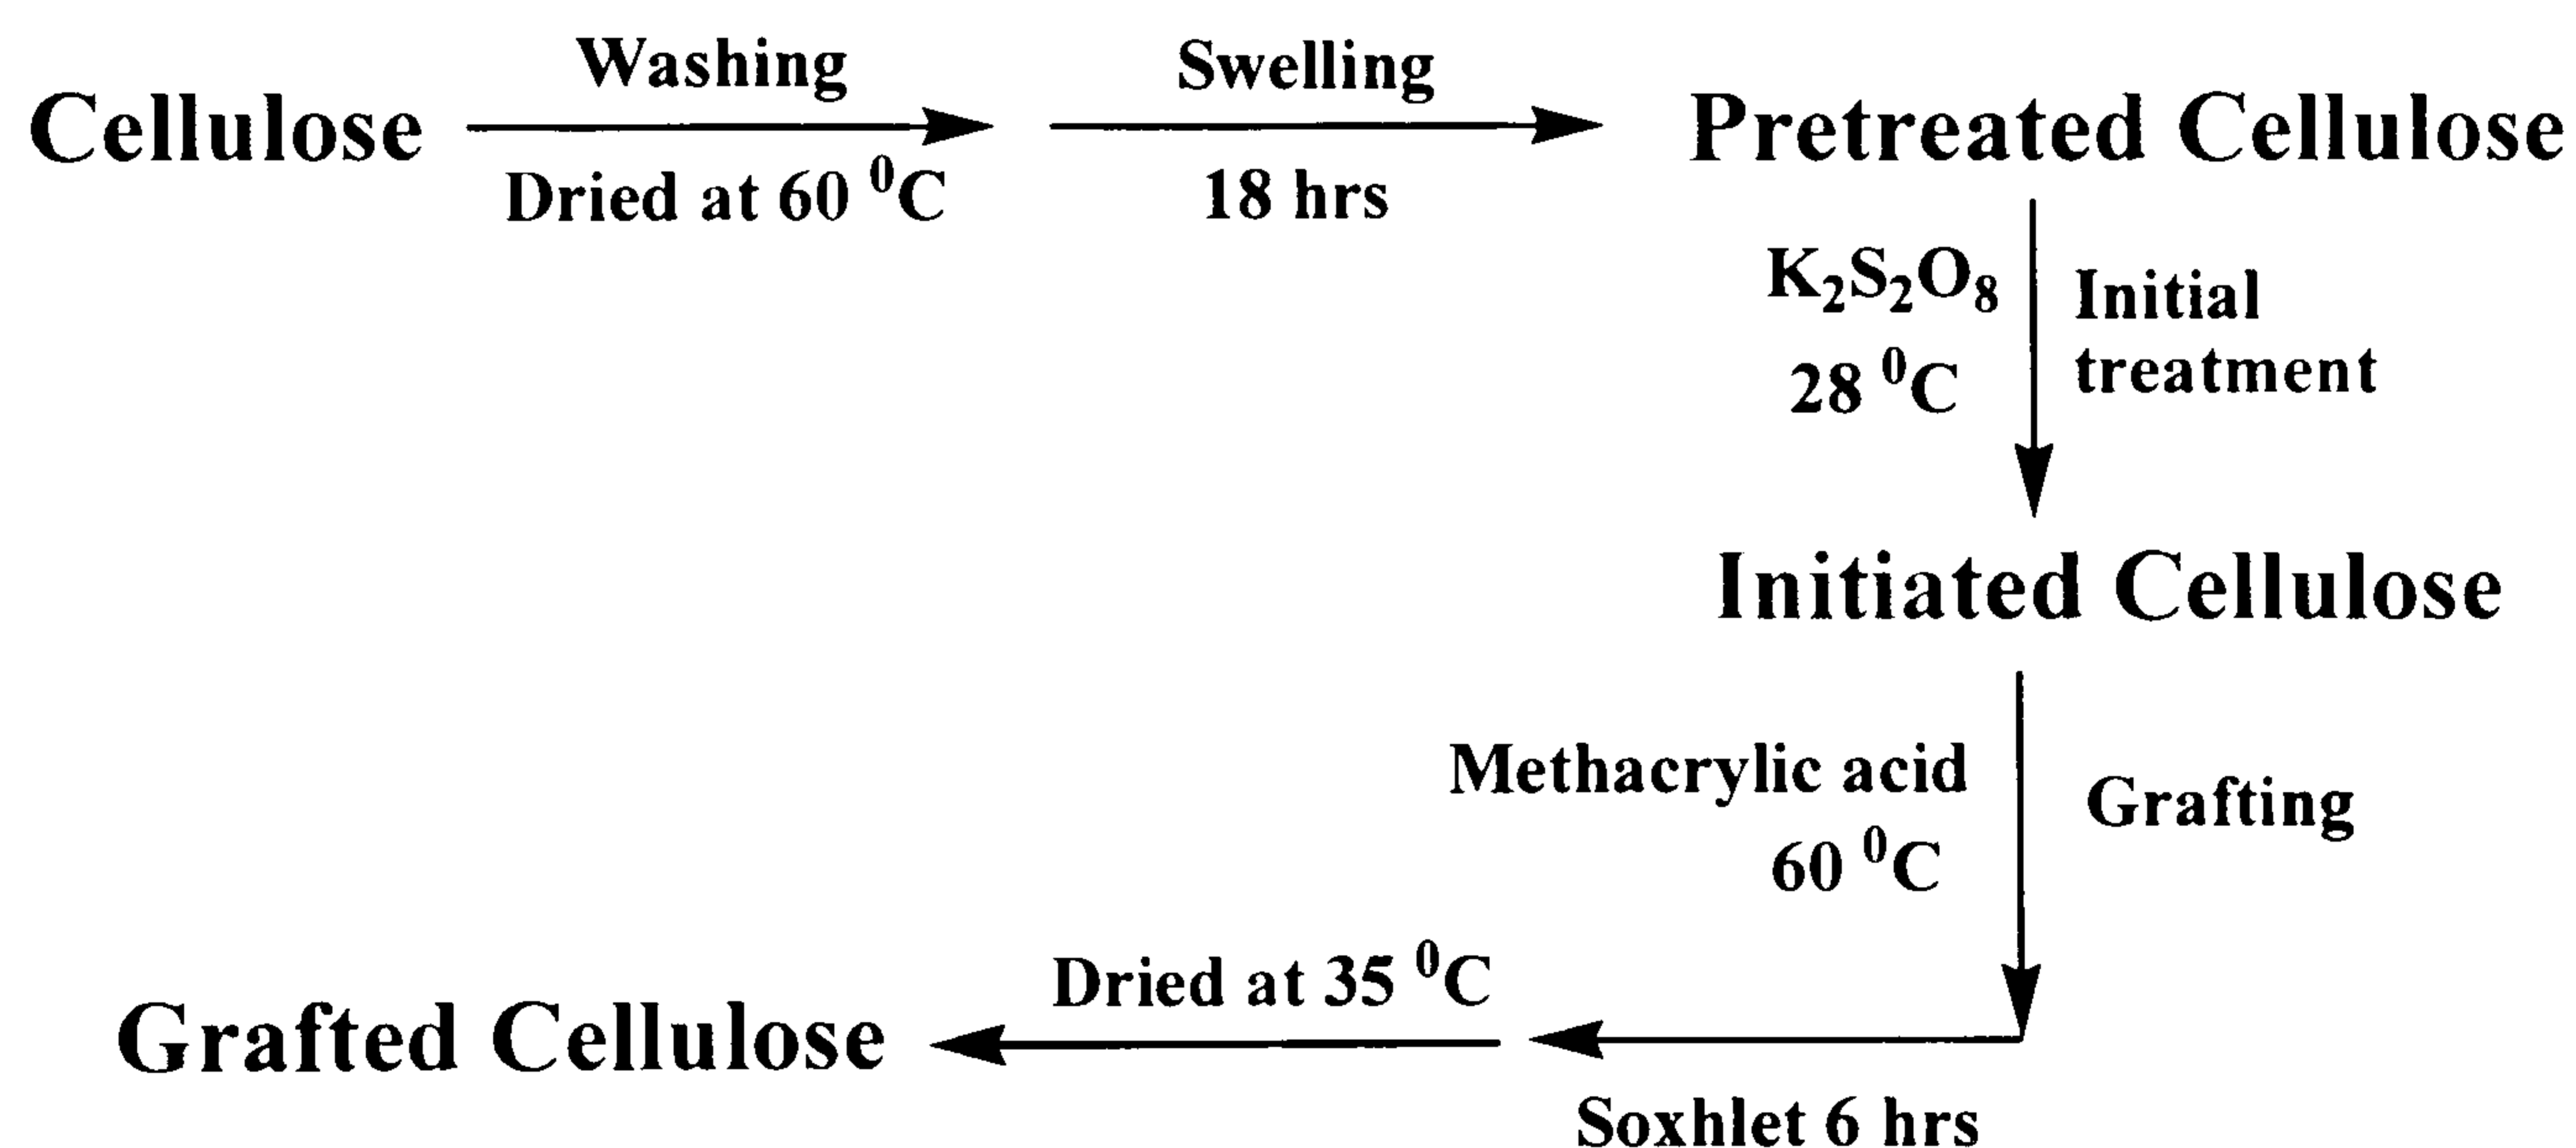 Washing
Swelling
Cellulose
Pretreated Cellulose
Dried at 60 ⁰C
18 hrs
K₂S₂O₈
Initial
treatment
28 ⁰C
Initiated Cellulose
Methacrylic acid
Grafting
60 ⁰C
Dried at 35 ⁰C
Grafted Cellulose
Soxhlet 6 hrs